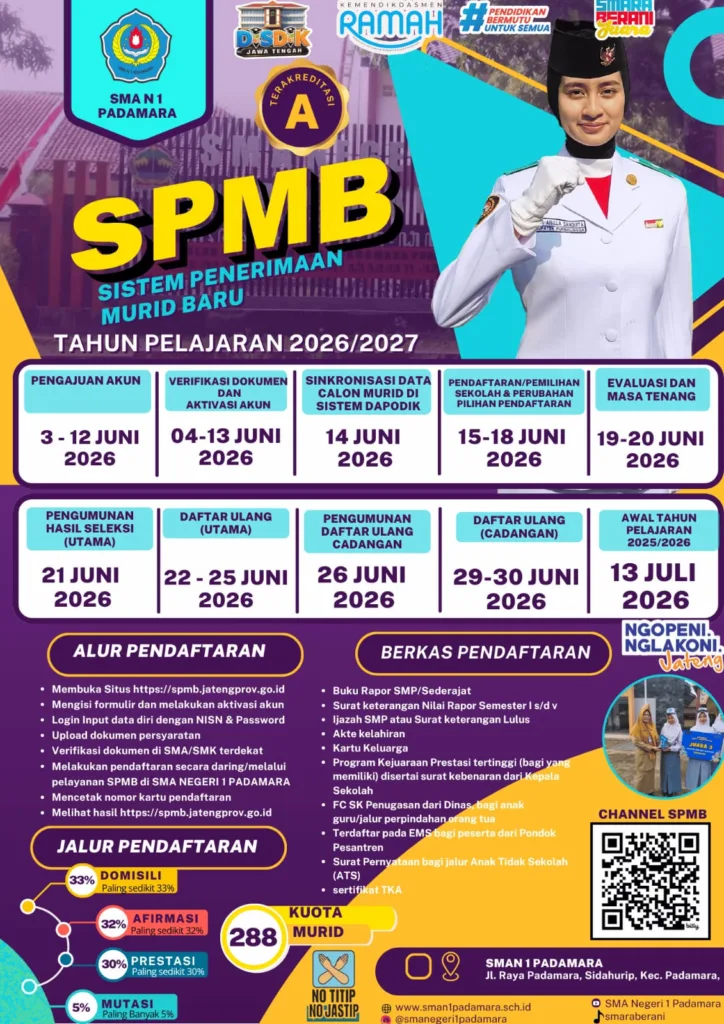 SMA N 1
PADAMARA
DISDIK
JAWA TENGAH
KEMENDIKDASMEN
RAMAH
#PENDIDIKAN
BERMUTU
UNTUK SEMUA
SMARA
BERANI
Juara
TERAKREDITASI
A
SPMB
SISTEM PENERIMAAN
MURID BARU
TAHUN PELAJARAN 2026/2027
PENGAJUAN AKUN
3 - 12 JUNI
2026
VERIFIKASI DOKUMEN
DAN
AKTIVASI AKUN
04-13 JUNI
2026
SINKRONISASI DATA
CALON MURID DI
SISTEM DAPODIK
14 JUNI
2026
PENDAFTARAN/PEMILIHAN
SEKOLAH & PERUBAHAN
PILIHAN PENDAFTARAN
15-18 JUNI
2026
EVALUASI DAN
MASA TENANG
19-20 JUNI
2026
PENGUMUNAN
HASIL SELEKSI
(UTAMA)
21 JUNI
2026
DAFTAR ULANG
(UTAMA)
22 - 25 JUNI
2026
PENGUMUNAN
DAFTAR ULANG
CADANGAN
26 JUNI
2026
DAFTAR ULANG
(CADANGAN)
29-30 JUNI
2026
AWAL TAHUN
PELAJARAN
2025/2026
13 JULI
2026
NGOPENI.
NGLAKONI.
Jateng
ALUR PENDAFTARAN
• Membuka Situs https://spmb.jatengprov.go.id
• Mengisi formulir dan melakukan aktivasi akun
• Login Input data diri dengan NISN & Password
• Upload dokumen persyaratan
• Verifikasi dokumen di SMA/SMK terdekat
• Melakukan pendaftaran secara daring/melalui
pelayanan SPMB di SMA NEGERI 1 PADAMARA
• Mencetak nomor kartu pendaftaran
• Melihat hasil https://spmb.jatengprov.go.id
BERKAS PENDAFTARAN
• Buku Rapor SMP/Sederajat
• Surat keterangan Nilai Rapor Semester I s/d v
• Ijazah SMP atau Surat keterangan Lulus
• Akte kelahiran
• Kartu Keluarga
• Program Kejuaraan Prestasi tertinggi (bagi yang
memiliki) disertai surat kebenaran dari Kepala
Sekolah
• FC SK Penugasan dari Dinas, bagi anak
guru/jalur perpindahan orang tua
• Terdaftar pada EMS bagi peserta dari Pondok
Pesantren
• Surat Pernyataan bagi jalur Anak Tidak Sekolah
(ATS)
• sertifikat TKA
JUARA 3
CHANNEL SPMB
bitly
JALUR PENDAFTARAN
33% DOMISILI
Paling sedikit 33%
32% AFIRMASI
Paling sedikit 32%
30% PRESTASI
Paling sedikit 30%
5% MUTASI
Paling Banyak 5%
288
KUOTA
MURID
NO TITIP
NO JASTIP
SMAN 1 PADAMARA
Jl. Raya Padamara, Sidahurip, Kec. Padamara,
www.sman1padamara.sch.id
@smanegeri1padamara
SMA Negeri 1 Padamara
smaraberani